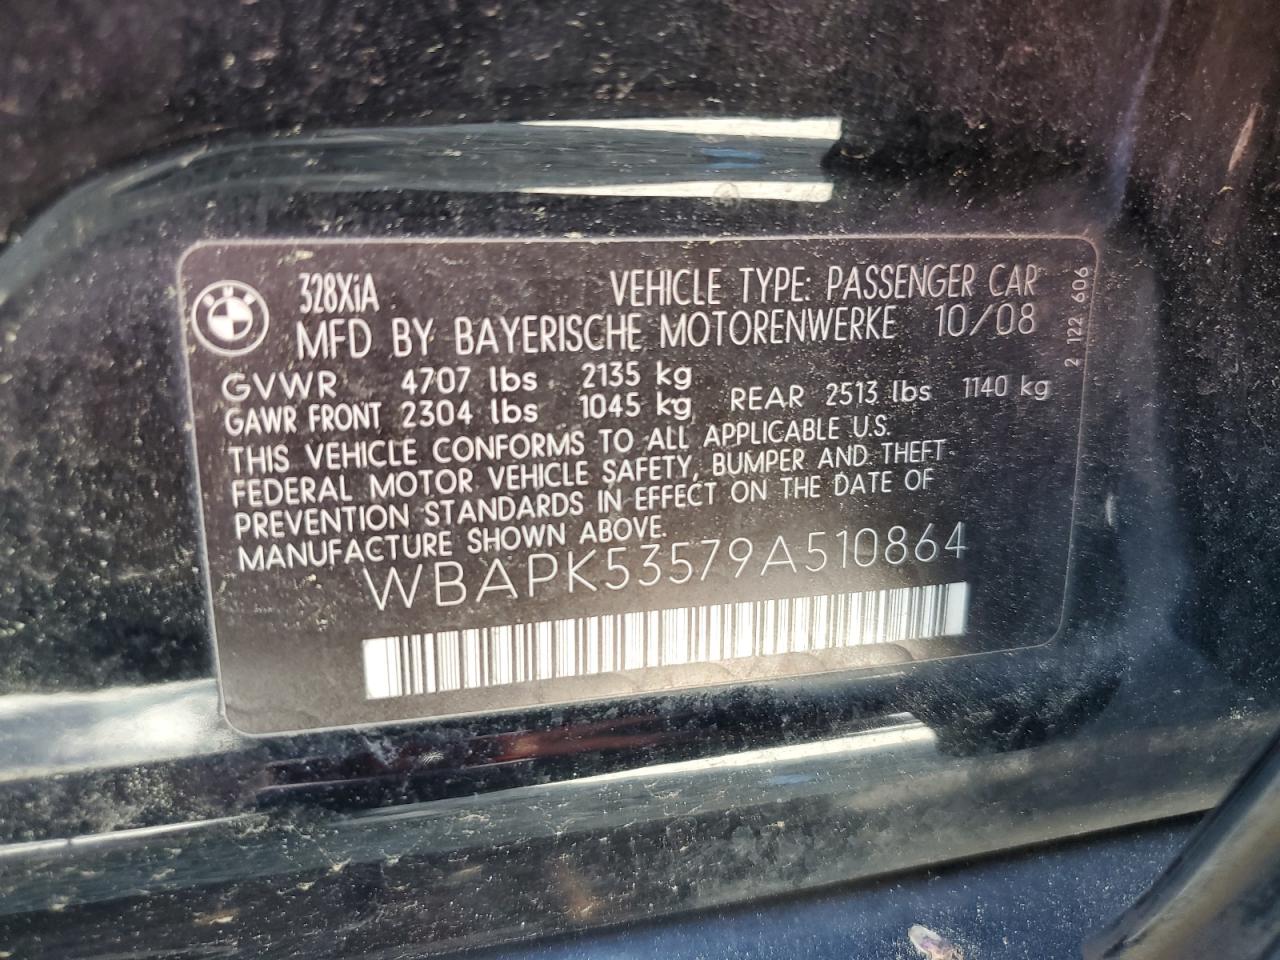 328XiA VEHICLE TYPE: PASSENGER CAR
MFD BY BAYERISCHE MOTORENWERKE 10/08
GVWR 4707 lbs 2135 kg
GAWR FRONT 2304 lbs 1045 kg REAR 2513 lbs 1140 kg
THIS VEHICLE CONFORMS TO ALL APPLICABLE U.S.
FEDERAL MOTOR VEHICLE SAFETY, BUMPER AND THEFT
PREVENTION STANDARDS IN EFFECT ON THE DATE OF
MANUFACTURE SHOWN ABOVE.
WBAPK53579A510864
2 122 606
BMW